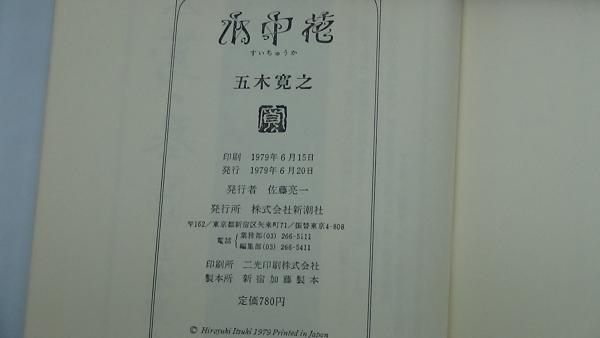 水中花
すいちゅうか
五木寛之
寛
印刷 1979年6月15日
発行 1979年6月20日
発行者 佐藤亮一
発行所 株式会社新潮社
〒162/東京都新宿区矢来町71/振替東京4-808
電話 業務部(03) 266-5111
編集部(03) 266-5411
印刷所 二光印刷株式会社
製本所 新宿加藤製本
定価780円
© Hiroyuki Itsuki 1979 Printed in Japan